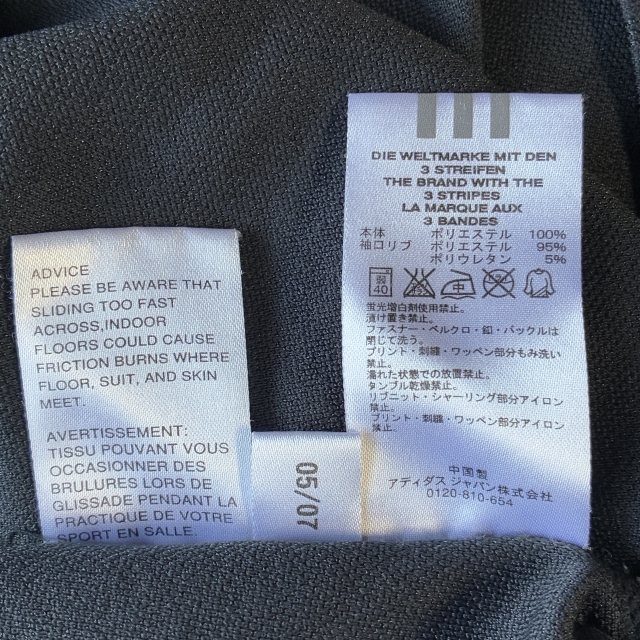 ADVICE
PLEASE BE AWARE THAT
SLIDING TOO FAST
ACROSS,INDOOR
FLOORS COULD CAUSE
FRICTION BURNS WHERE
FLOOR, SUIT, AND SKIN
MEET.
AVERTISSEMENT:
TISSU POUVANT VOUS
OCCASIONNER DES
BRULURES LORS DE
GLISSADE PENDANT LA
PRACTIQUE DE VOTRE
SPORT EN SALLE.
05/07
DIE WELTMARKE MIT DEN
3 STREIFEN
THE BRAND WITH THE
3 STRIPES
LA MARQUE AUX
3 BANDES
本体 ポリエステル 100%
袖口リブ ポリエステル 95%
ポリウレタン 5%
弱
40
中
蛍光増白剤使用禁止。
漬け置き禁止。
ファスナー・ベルクロ・釦・バックルは
閉じて洗う。
プリント・刺繍・ワッペン部分もみ洗い
禁止。
濡れた状態での放置禁止。
タンブル乾燥禁止。
リブニット・シャーリング部分アイロン
禁止。
プリント・刺繍・ワッペン部分アイロン
禁止。
中国製
アディダス ジャパン株式会社
0120-810-654